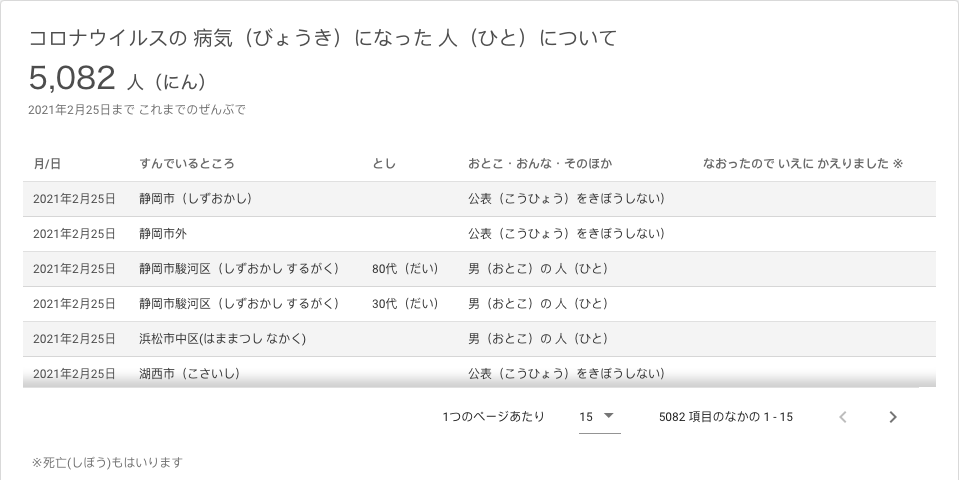 コロナウイルスの 病気（びょうき）になった 人（ひと）について
5,082 人（にん）
2021年2月25日まで これまでのぜんぶで
月/日 すんでいるところ とし おとこ・おんな・そのほか なおったので いえに かえりました ※
2021年2月25日 静岡市（しずおかし） 公表（こうひょう）をきぼうしない）
2021年2月25日 静岡市外 公表（こうひょう）をきぼうしない）
2021年2月25日 静岡市駿河区（しずおかし するがく） 80代（だい） 男（おとこ）の 人（ひと）
2021年2月25日 静岡市駿河区（しずおかし するがく） 30代（だい） 男（おとこ）の 人（ひと）
2021年2月25日 浜松市中区(はままつし なかく) 男（おとこ）の 人（ひと）
2021年2月25日 湖西市（こさいし） 公表（こうひょう）をきぼうしない）
1つのページあたり 15 5082 項目のなかの 1 - 15
※死亡(しぼう)もはいります